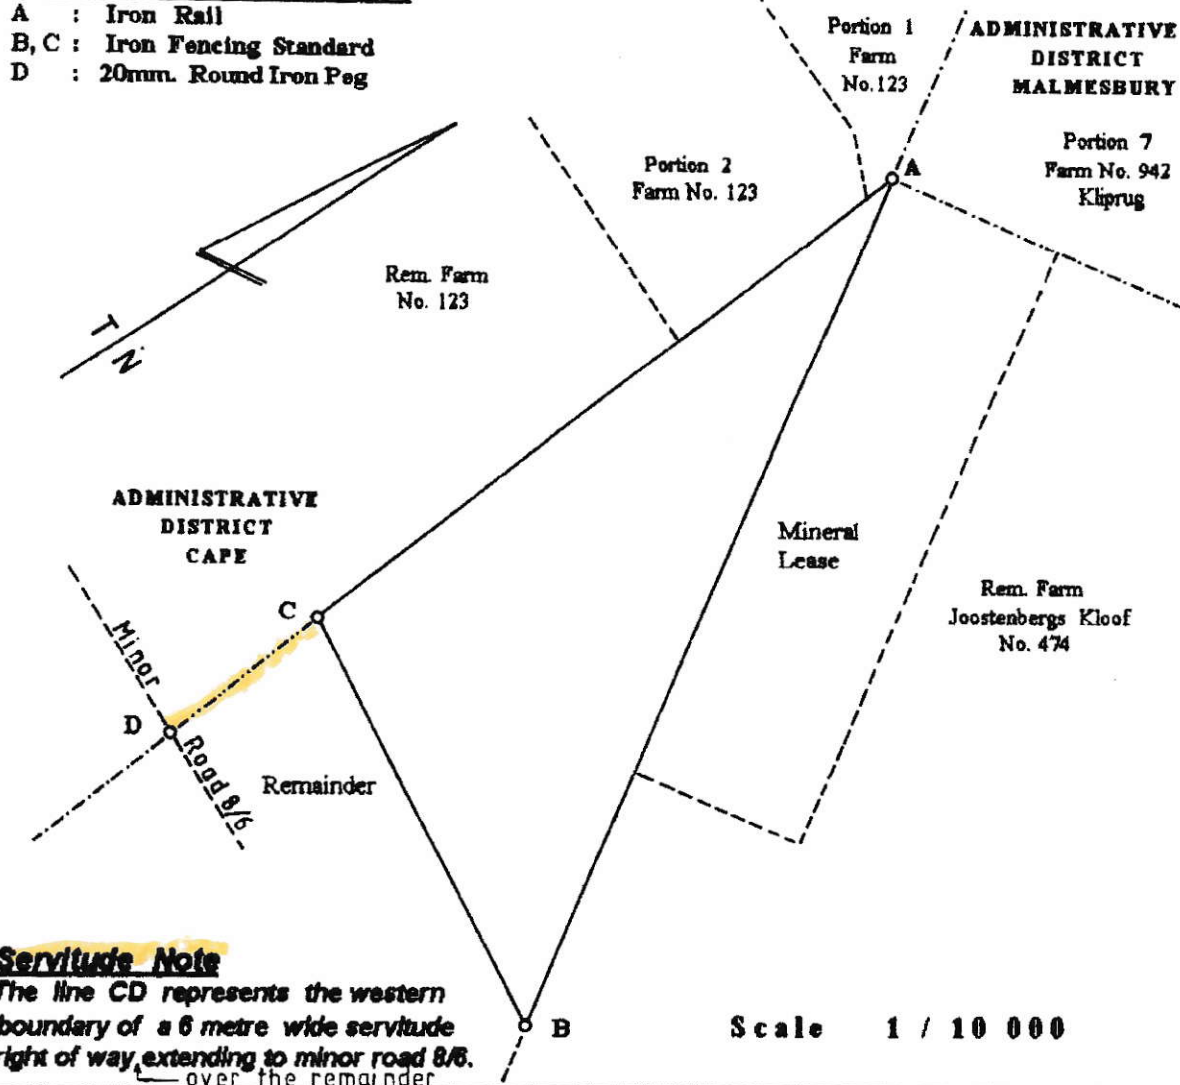 A : Iron Rail
B, C : Iron Fencing Standard
D : 20mm. Round Iron Peg
Portion 1
Farm
No.123
ADMINISTRATIVE
DISTRICT
MALMESBURY
Portion 7
Farm No. 942
Kliprug
Portion 2
Farm No. 123
A
Rem. Farm
No. 123
T N
ADMINISTRATIVE
DISTRICT
CAPE
Mineral
Lease
Rem. Farm
Joostenbergs Kloof
No. 474
C
Minor
D
Road 8/6
Remainder
Servitude Note
The line CD represents the western
boundary of a 6 metre wide servitude
right of way extending to minor road 8/6.
over the remainder
B
Scale 1 / 10 000